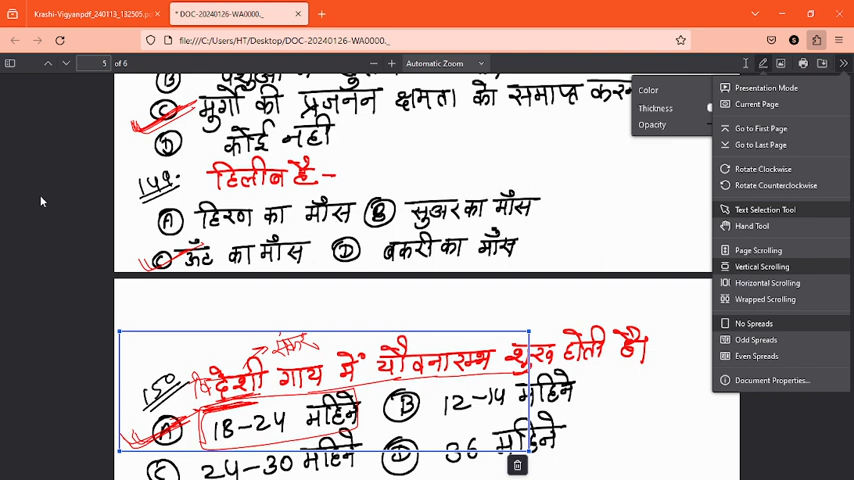 Krashi-Vigyanpdf_240113_132505.pdf
* DOC-20240126-WA0000._
file:///C:/Users/HT/Desktop/DOC-20240126-WA0000._
5 of 6
Automatic Zoom
Color
Thickness
Opacity
Presentation Mode
Current Page
Go to First Page
Go to Last Page
Rotate Clockwise
Rotate Counterclockwise
Text Selection Tool
Hand Tool
Page Scrolling
Vertical Scrolling
Horizontal Scrolling
Wrapped Scrolling
No Spreads
Odd Spreads
Even Spreads
Document Properties...
B
C मुर्गो की प्रजनन क्षमता को समाप्त कर
D कोई नही
149. हिलीन है -
A हिरण का माँस B सुअर का माँस
C ऊँट का माँस D बकरी का माँस
संकर
150 विदेशी गाय में यौवनारम्भ शुरू होती है।
A 18-24 महिने B 12-14 महिने
C 24-30 महिने D 36 महिने